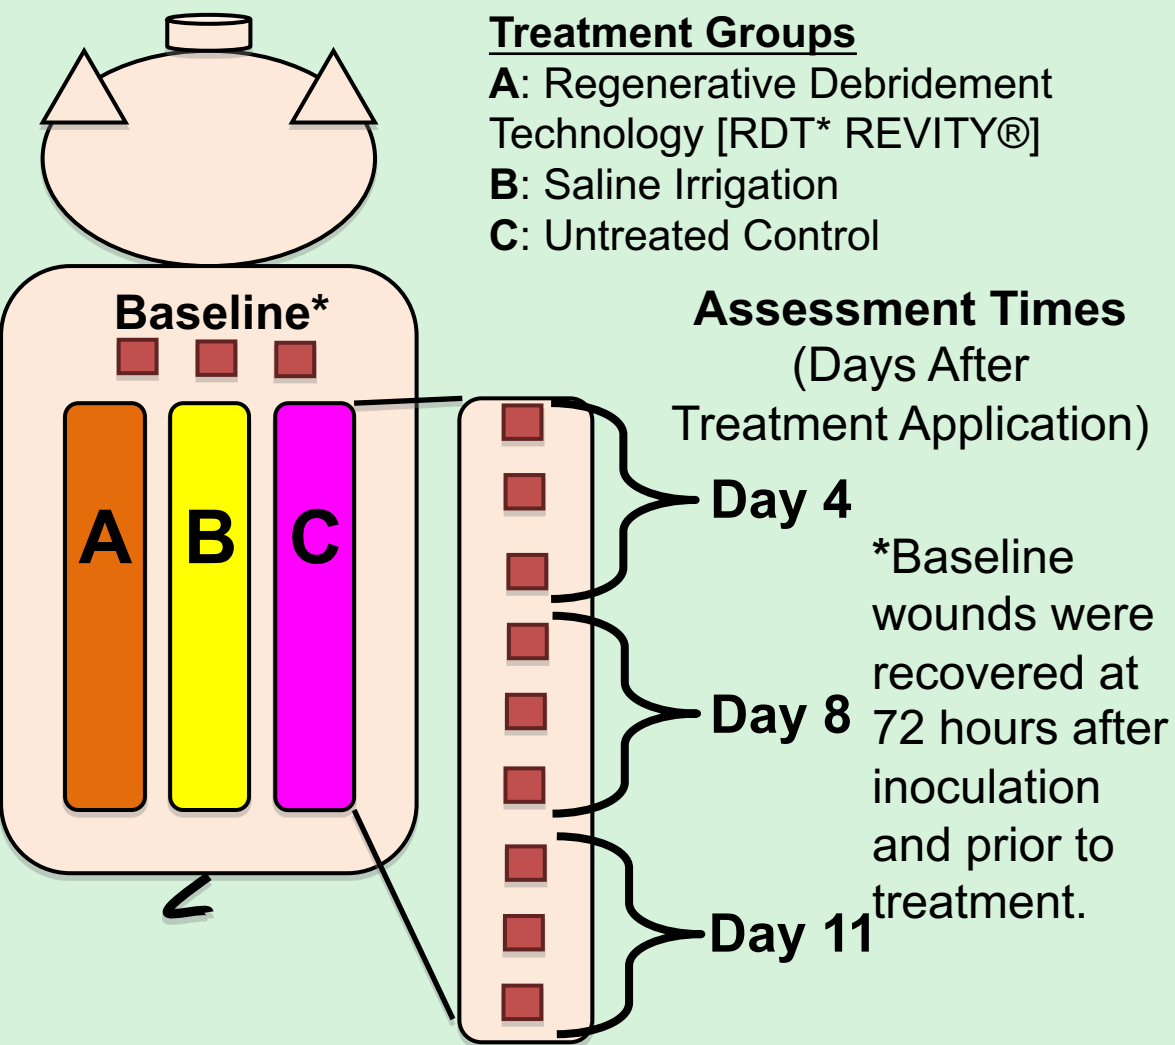 Treatment Groups
A: Regenerative Debridement
Technology [RDT* REVITY®]
B: Saline Irrigation
C: Untreated Control
Baseline*
A
B
C
Assessment Times
(Days After
Treatment Application)
Day 4
Day 8
Day 11
*Baseline
wounds were
recovered at
72 hours after
inoculation
and prior to
treatment.